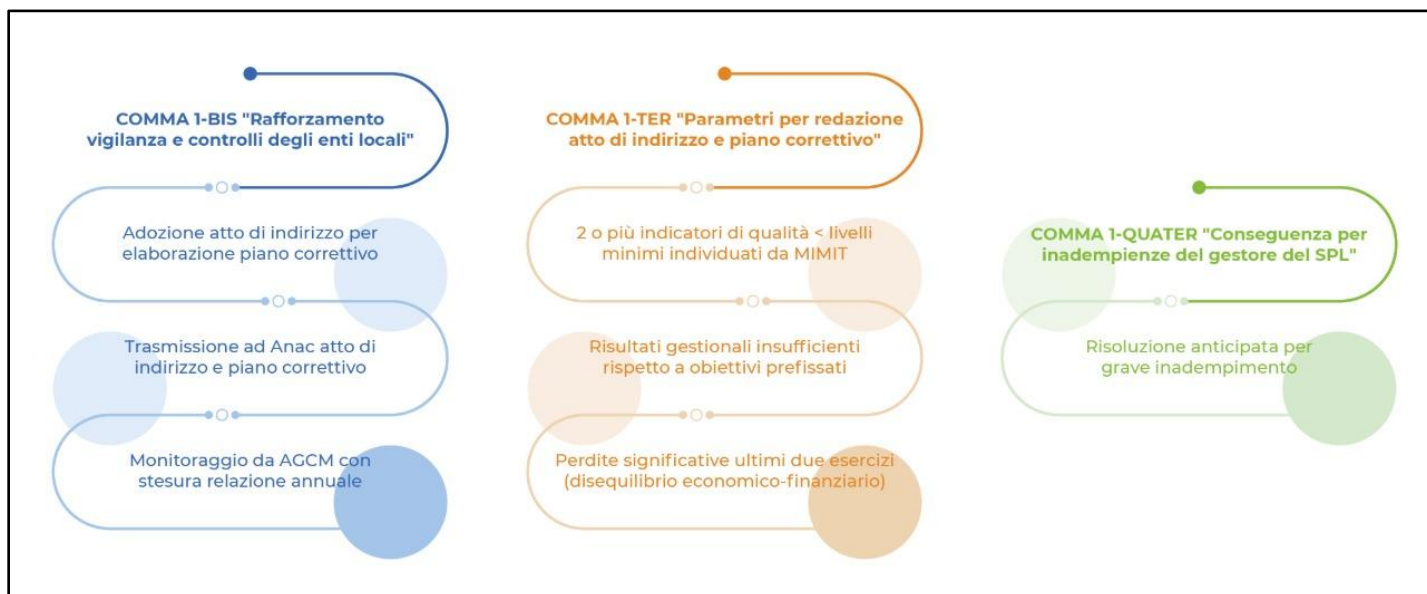 COMMA 1-BIS "Rafforzamento
vigilanza e controlli degli enti locali"
Adozione atto di indirizzo per
elaborazione piano correttivo
Trasmissione ad Anac atto di
indirizzo e piano correttivo
Monitoraggio da AGCM con
stesura relazione annuale
COMMA 1-TER "Parametri per redazione
atto di indirizzo e piano correttivo"
2 o più indicatori di qualità < livelli
minimi individuati da MIMIT
Risultati gestionali insufficienti
rispetto a obiettivi prefissati
Perdite significative ultimi due esercizi
(disequilibrio economico-finanziario)
COMMA 1-QUATER "Conseguenza per
inadempienze del gestore del SPL"
Risoluzione anticipata per
grave inadempimento